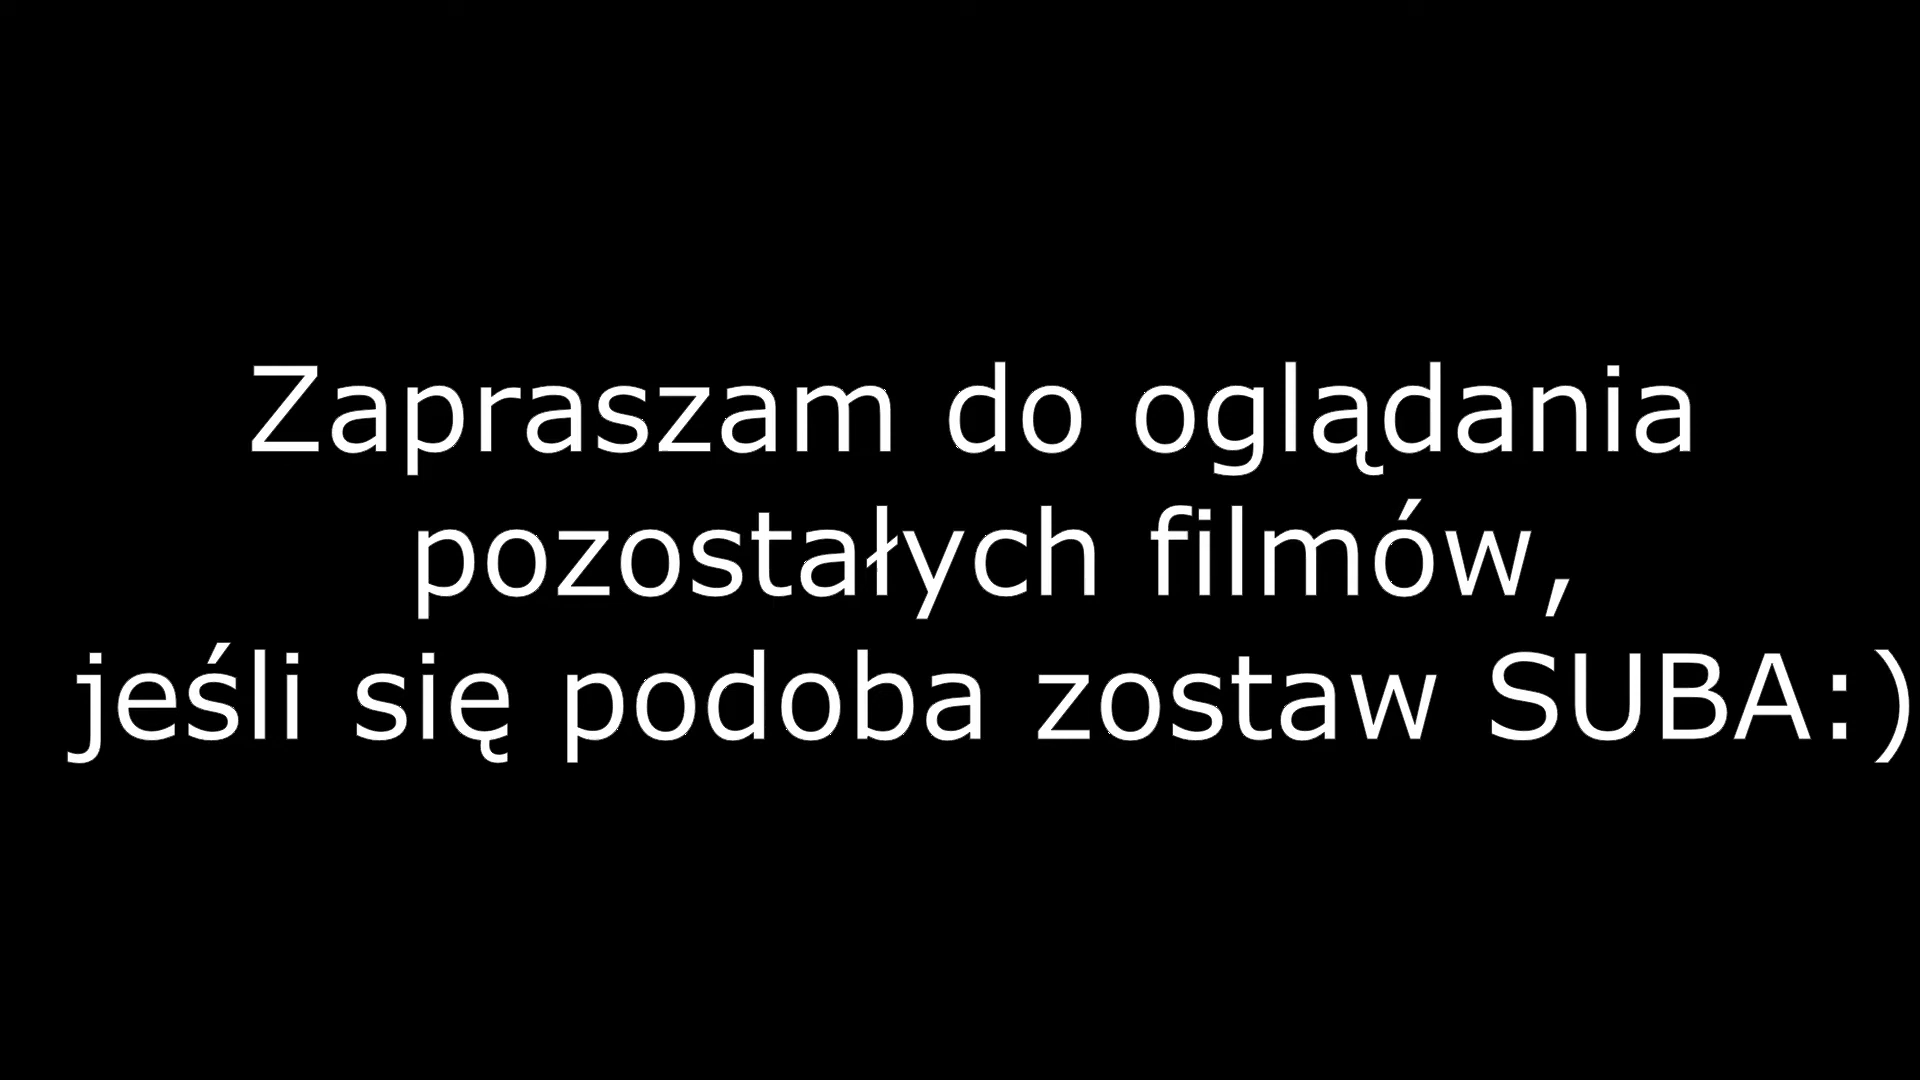 Zapraszam do oglądania
pozostałych filmów,
jeśli się podoba zostaw SUBA:)